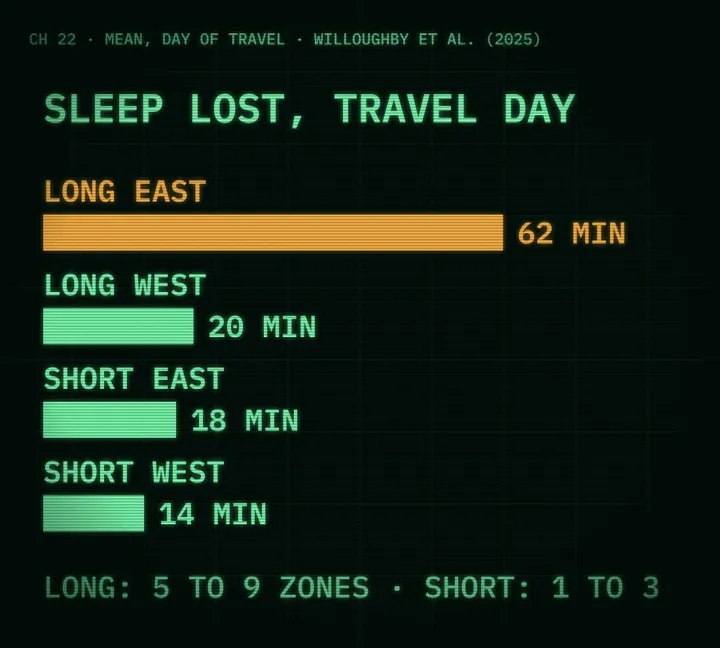 CH 22 · MEAN, DAY OF TRAVEL · WILLOUGHBY ET AL. (2025)
SLEEP LOST, TRAVEL DAY
LONG EAST
62 MIN
LONG WEST
20 MIN
SHORT EAST
18 MIN
SHORT WEST
14 MIN
LONG: 5 TO 9 ZONES · SHORT: 1 TO 3